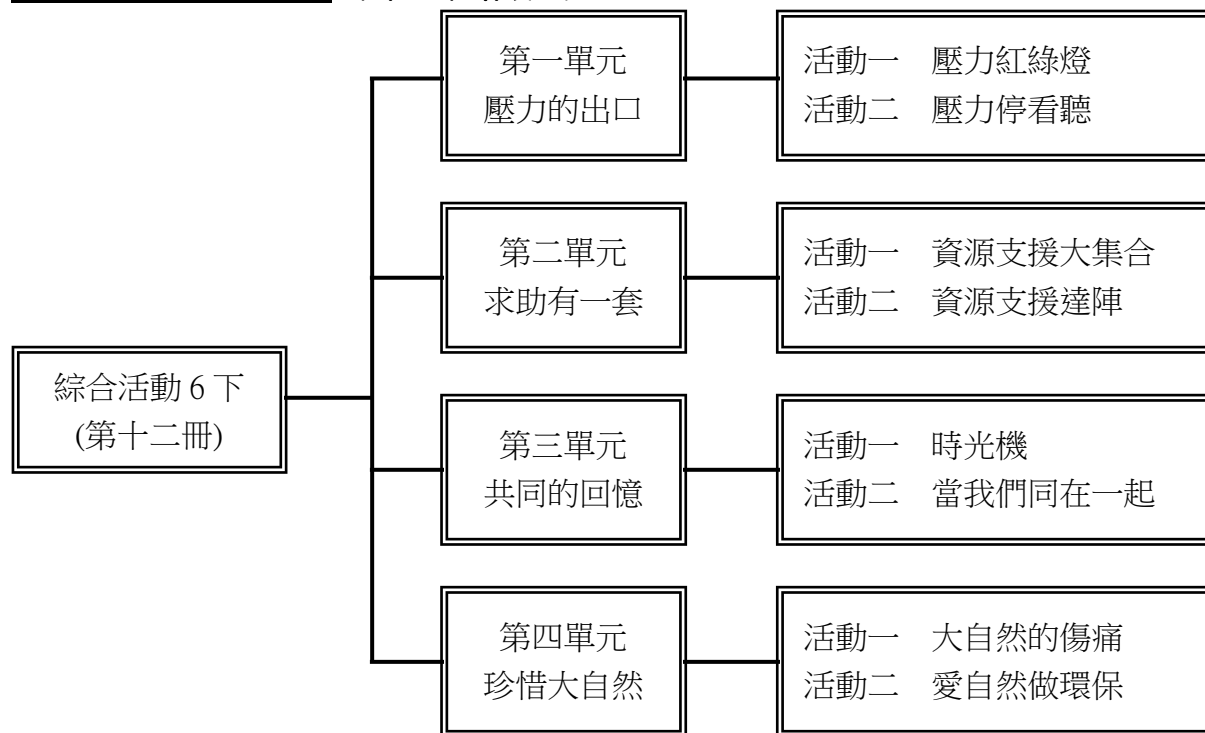 第一單元
壓力的出口
活動一 壓力紅綠燈
活動二 壓力停看聽
第二單元
求助有一套
活動一 資源支援大集合
活動二 資源支援達陣
綜合活動 6 下
(第十二冊)
第三單元
共同的回憶
活動一 時光機
活動二 當我們同在一起
第四單元
珍惜大自然
活動一 大自然的傷痛
活動二 愛自然做環保